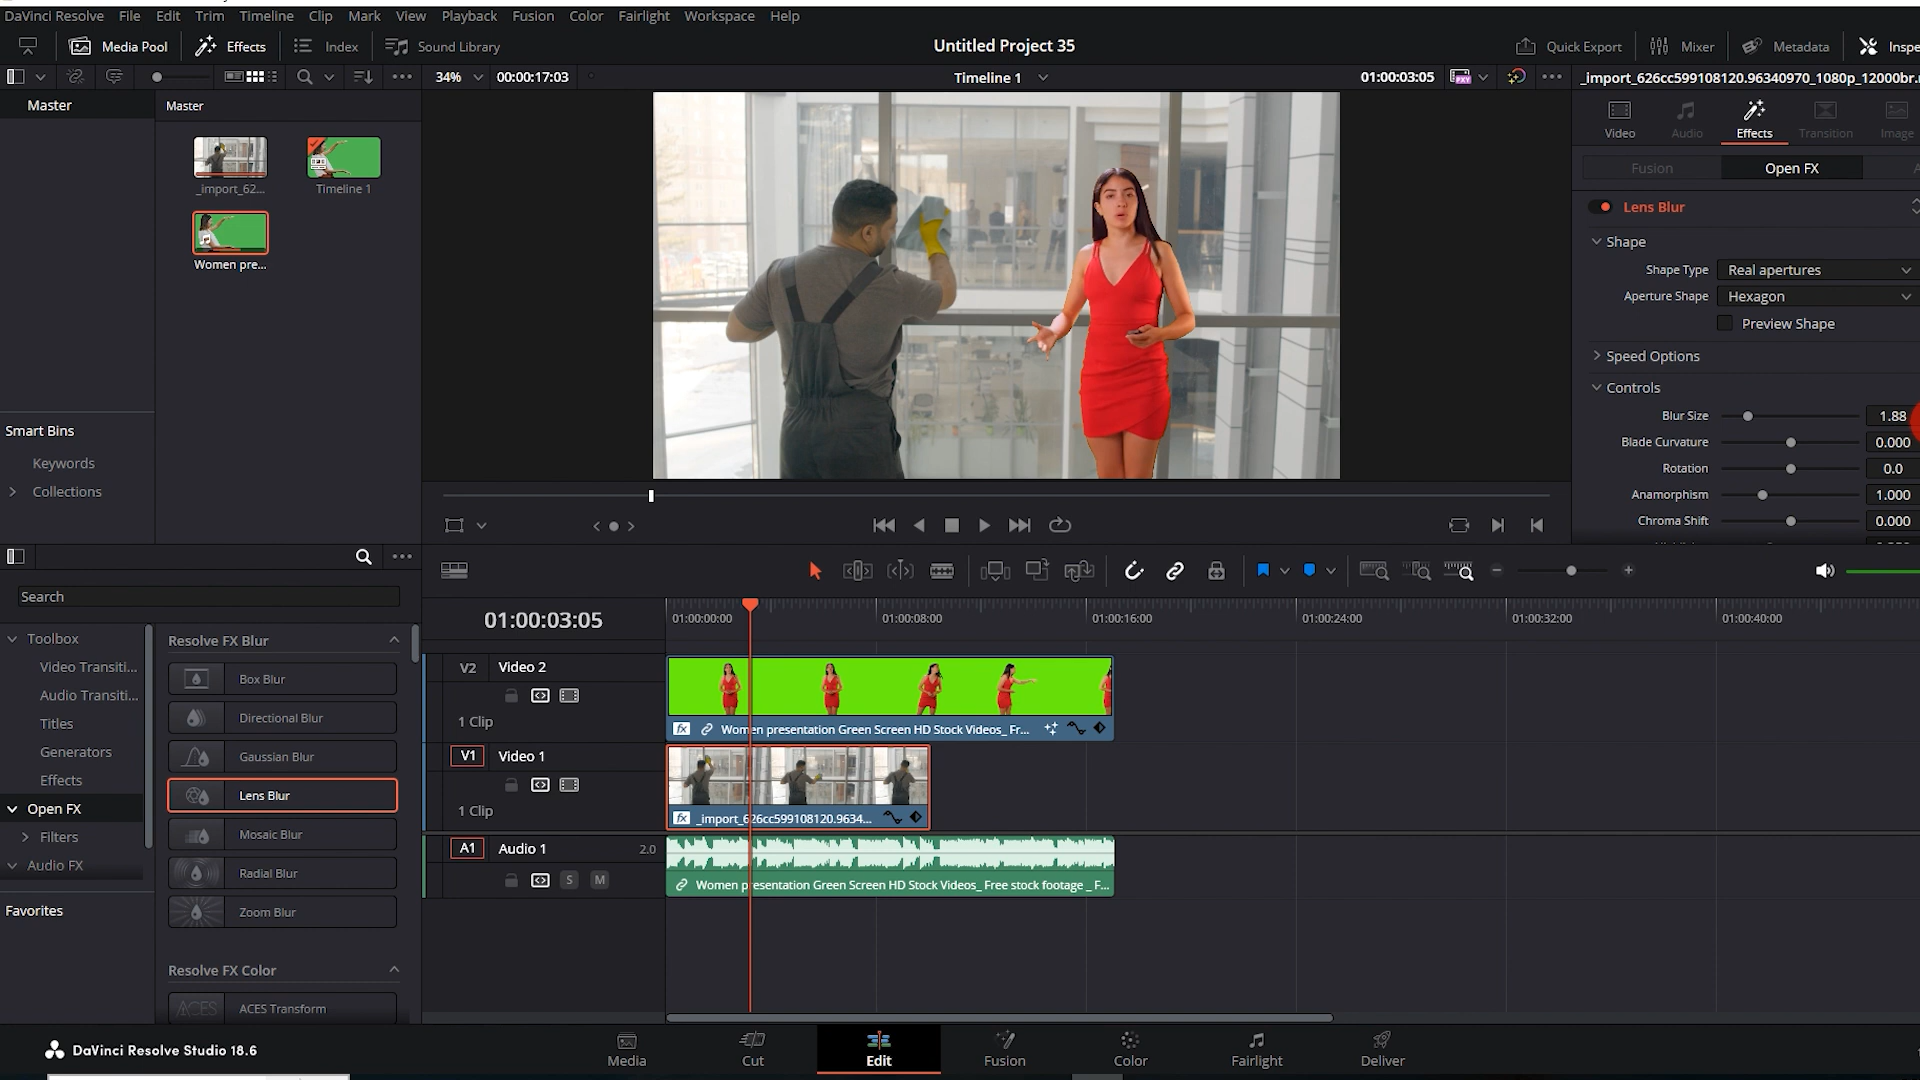 DaVinci Resolve File Edit Trim Timeline Clip Mark View Playback Fusion Color Fairlight Workspace Help
Media Pool Effects Index Sound Library
Untitled Project 35
Quick Export Mixer Metadata Inspe
34% 00:00:17:03
Timeline 1
01:00:03:05
_import_626cc599108120.96340970_1080p_12000br.
Master
Master
_import_62...
Timeline 1
Women pre...
Smart Bins
Keywords
Collections
Video Audio Effects Transition Image
Fusion Open FX A
Lens Blur
Shape
Shape Type Real apertures
Aperture Shape Hexagon
Preview Shape
Speed Options
Controls
Blur Size 1.88
Blade Curvature 0.000
Rotation 0.0
Anamorphism 1.000
Chroma Shift 0.000
Search
Toolbox
Video Transiti...
Audio Transiti...
Titles
Generators
Effects
Open FX
Filters
Audio FX
Favorites
Resolve FX Blur
Box Blur
Directional Blur
Gaussian Blur
Lens Blur
Mosaic Blur
Radial Blur
Zoom Blur
Resolve FX Color
ACES ACES Transform
01:00:03:05
01:00:00:00 01:00:08:00 01:00:16:00 01:00:24:00 01:00:32:00 01:00:40:00
V2 Video 2
1 Clip
fx Women presentation Green Screen HD Stock Videos_ Fr...
V1 Video 1
1 Clip
fx _import_626cc599108120.9634...
A1 Audio 1 2.0
S M
Women presentation Green Screen HD Stock Videos_ Free stock footage _ F...
DaVinci Resolve Studio 18.6
Media Cut Edit Fusion Color Fairlight Deliver